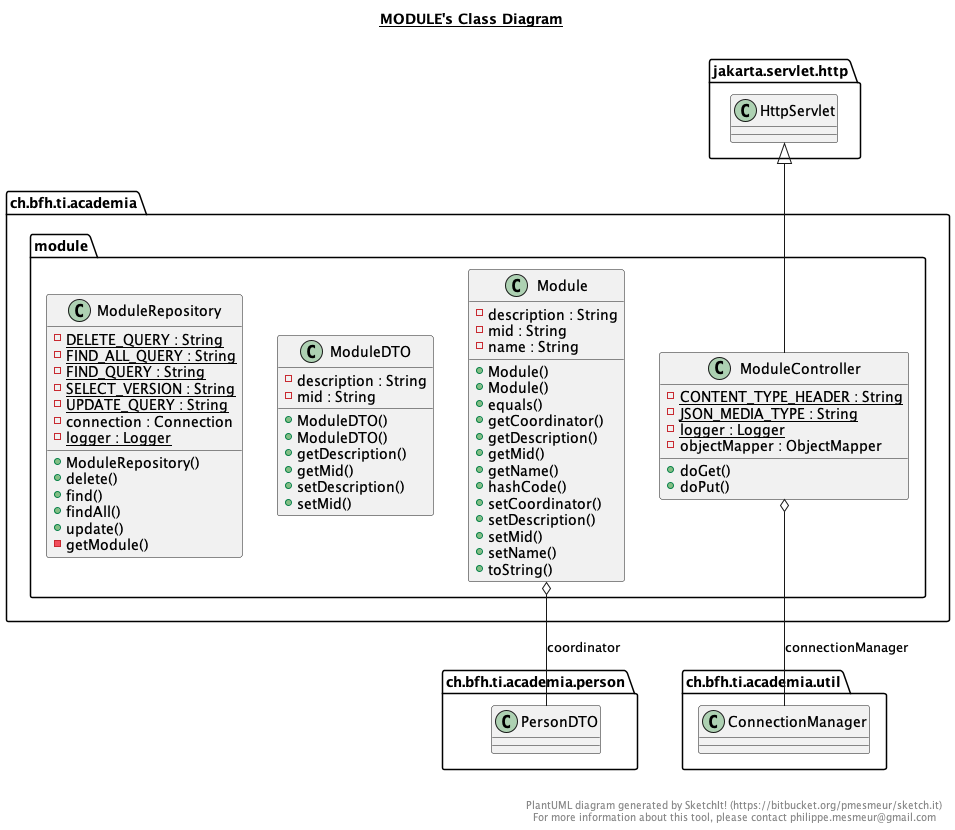 MODULE's Class Diagram
jakarta.servlet.http
C HttpServlet
ch.bfh.ti.academia
module
C ModuleRepository
DELETE_QUERY : String
FIND_ALL_QUERY : String
FIND_QUERY : String
SELECT_VERSION : String
UPDATE_QUERY : String
connection : Connection
logger : Logger
ModuleRepository()
delete()
find()
findAll()
update()
getModule()
C ModuleDTO
description : String
mid : String
ModuleDTO()
ModuleDTO()
getDescription()
getMid()
setDescription()
setMid()
C Module
description : String
mid : String
name : String
Module()
Module()
equals()
getCoordinator()
getDescription()
getMid()
getName()
hashCode()
setCoordinator()
setDescription()
setMid()
setName()
toString()
C ModuleController
CONTENT_TYPE_HEADER : String
JSON_MEDIA_TYPE : String
logger : Logger
objectMapper : ObjectMapper
doGet()
doPut()
coordinator
connectionManager
ch.bfh.ti.academia.person
C PersonDTO
ch.bfh.ti.academia.util
C ConnectionManager
PlantUML diagram generated by SketchIt! (https://bitbucket.org/pmesmeur/sketch.it)
For more information about this tool, please contact philippe.mesmeur@gmail.com